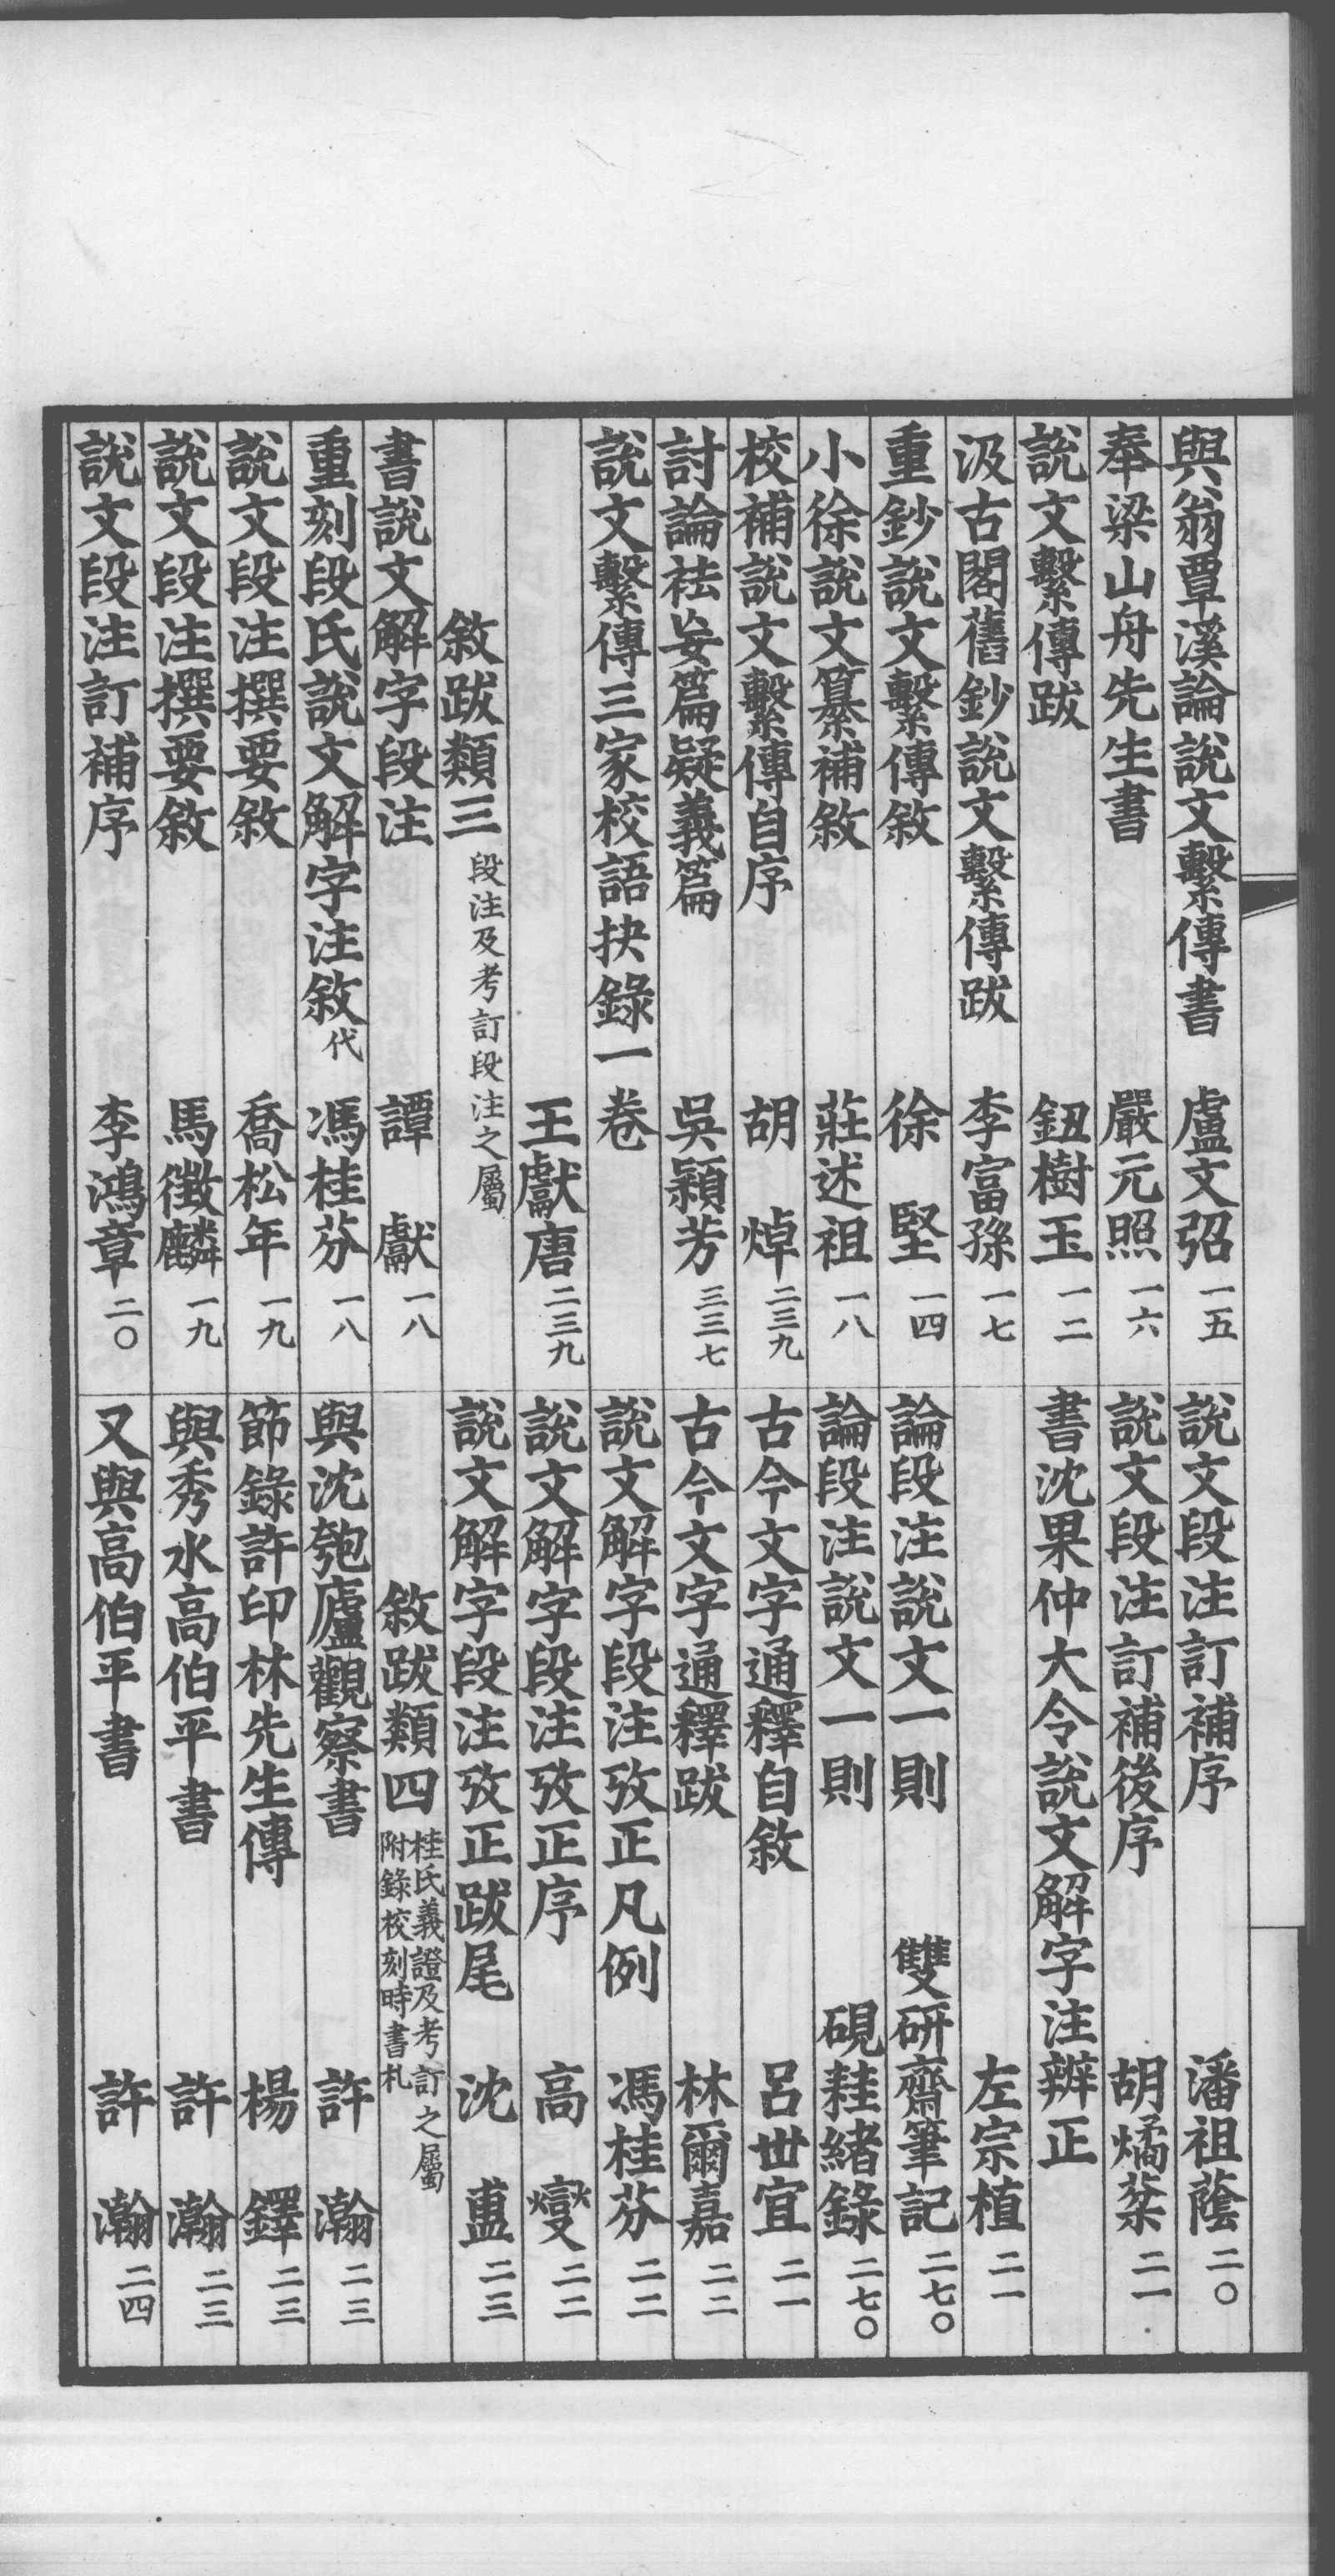 與翁覃溪論說文繫傳書 盧文弨 一五
奉梁山舟先生書 嚴元照 一六
說文繫傳跋 鈕樹玉 一二
汲古閣舊鈔說文繫傳跋 李富孫 一七
重鈔說文繫傳敘 徐堅 一四
小徐說文纂補敘 莊述祖 一八
校補說文繫傳自序 胡焯 二三九
討論祛妄篇疑義篇 吳穎芳 三三七
說文繫傳三家校語抉錄一卷
王獻唐 二三九
敘跋類三 段注及考訂段注之屬
書說文解字段注 譚獻 一八
重刻段氏說文解字注敘代 馮桂芬 一八
說文段注撰要敘 喬松年 一九
說文段注撰要敘 馬徵麟 一九
說文段注訂補序 李鴻章 二〇
說文段注訂補序 潘祖蔭 二〇
說文段注訂補後序 胡燏棻 二一
書沈果仲大令說文解字注辨正
左宗植 二一
論段注說文一則 雙研齋筆記 二七〇
論段注說文一則 硯鞋緒錄 二七〇
古今文字通釋自敘 呂世宜 二一
古今文字通釋跋 林爾嘉 二二
說文解字段注攷正凡例 馮桂芬 二二
說文解字段注攷正序 高燮 二二
說文解字段注攷正跋尾 沈盧 二三
敘跋類四 桂氏義證及考訂之屬
附錄校刻時書札
與沈匏廬觀察書 許瀚 二三
節錄許印林先生傳 楊鐸 二三
與秀水高伯平書 許瀚 二三
又與高伯平書 許瀚 二四